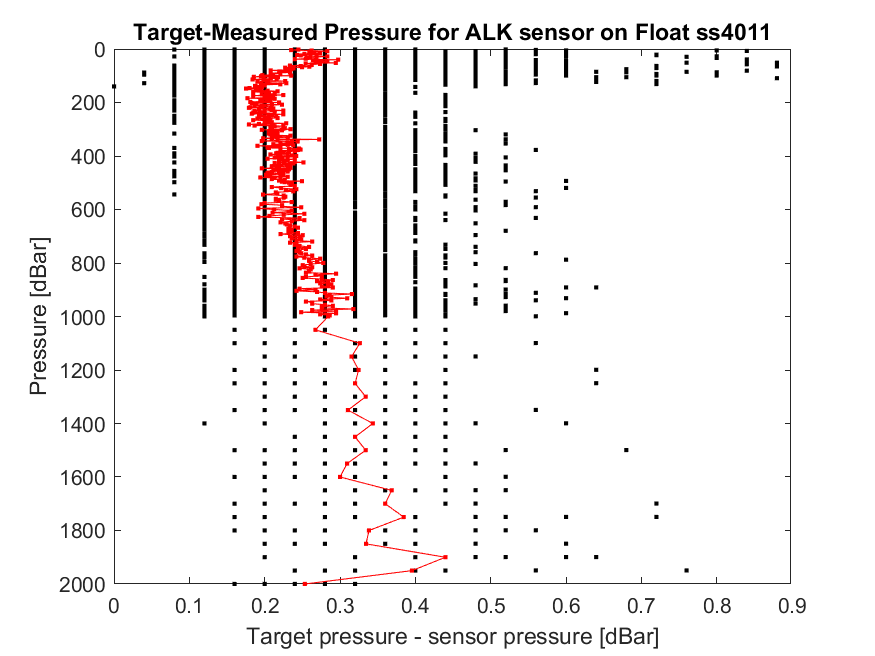 Target-Measured Pressure for ALK sensor on Float ss4011
0
200
400
600
800
1000
1200
1400
1600
1800
2000
Pressure [dBar]
0 0.1 0.2 0.3 0.4 0.5 0.6 0.7 0.8 0.9
Target pressure - sensor pressure [dBar]